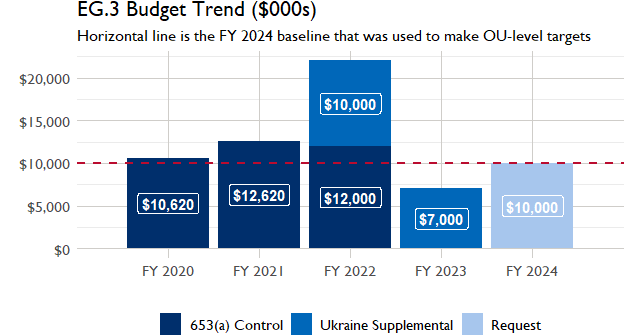 EG.3 Budget Trend ($000s)
Horizontal line is the FY 2024 baseline that was used to make OU-level targets
$20,000
$15,000
$10,000
$5,000
$0
$10,620
$12,620
$10,000
$12,000
$7,000
$10,000
FY 2020
FY 2021
FY 2022
FY 2023
FY 2024
653(a) Control
Ukraine Supplemental
Request